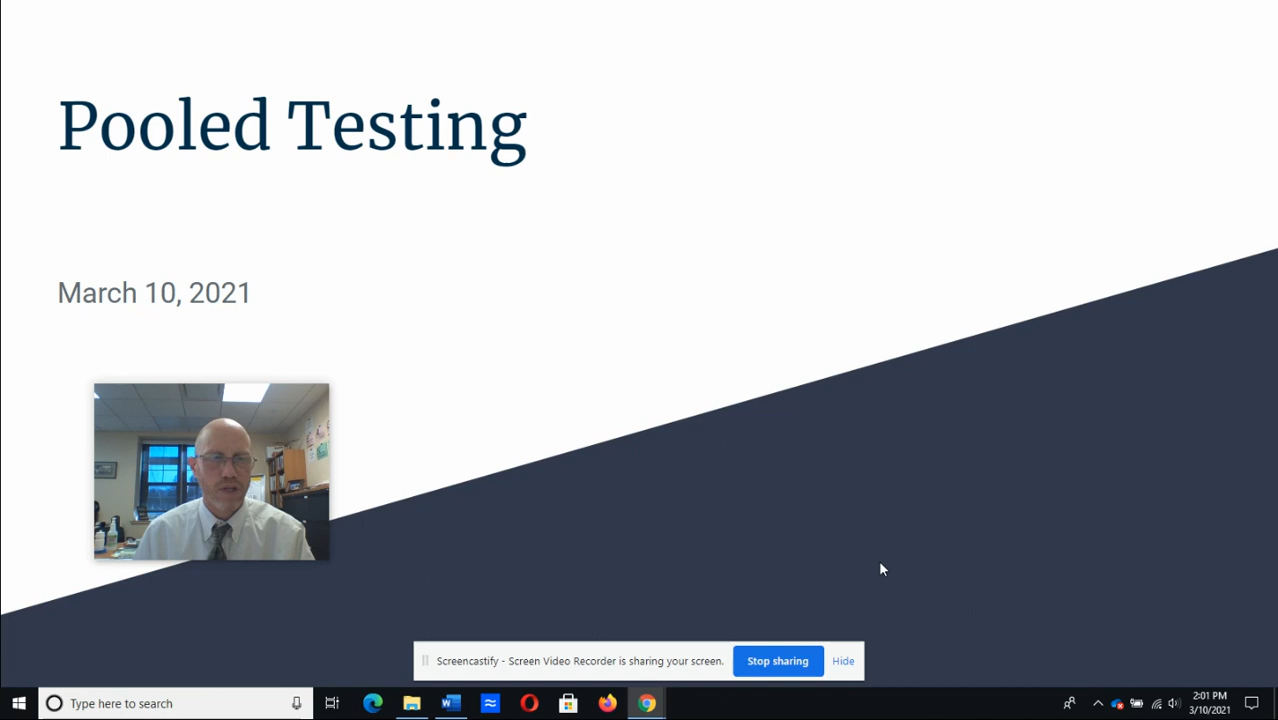 Pooled Testing
March 10, 2021
Screencastify - Screen Video Recorder is sharing your screen.
Stop sharing
Hide
Type here to search
2:01 PM
3/10/2021